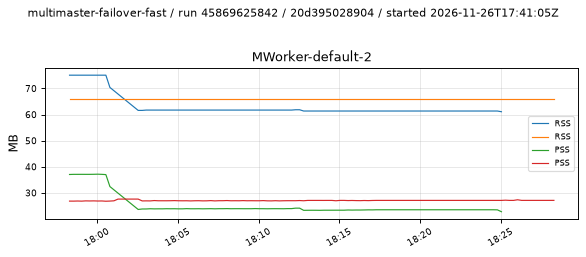 multimaster-failover-fast / run 45869625842 / 20d395028904 / started 2026-11-26T17:41:05Z
MWorker-default-2
MB
70
60
50
40
30
RSS
RSS
PSS
PSS
18:00
18:05
18:10
18:15
18:20
18:25